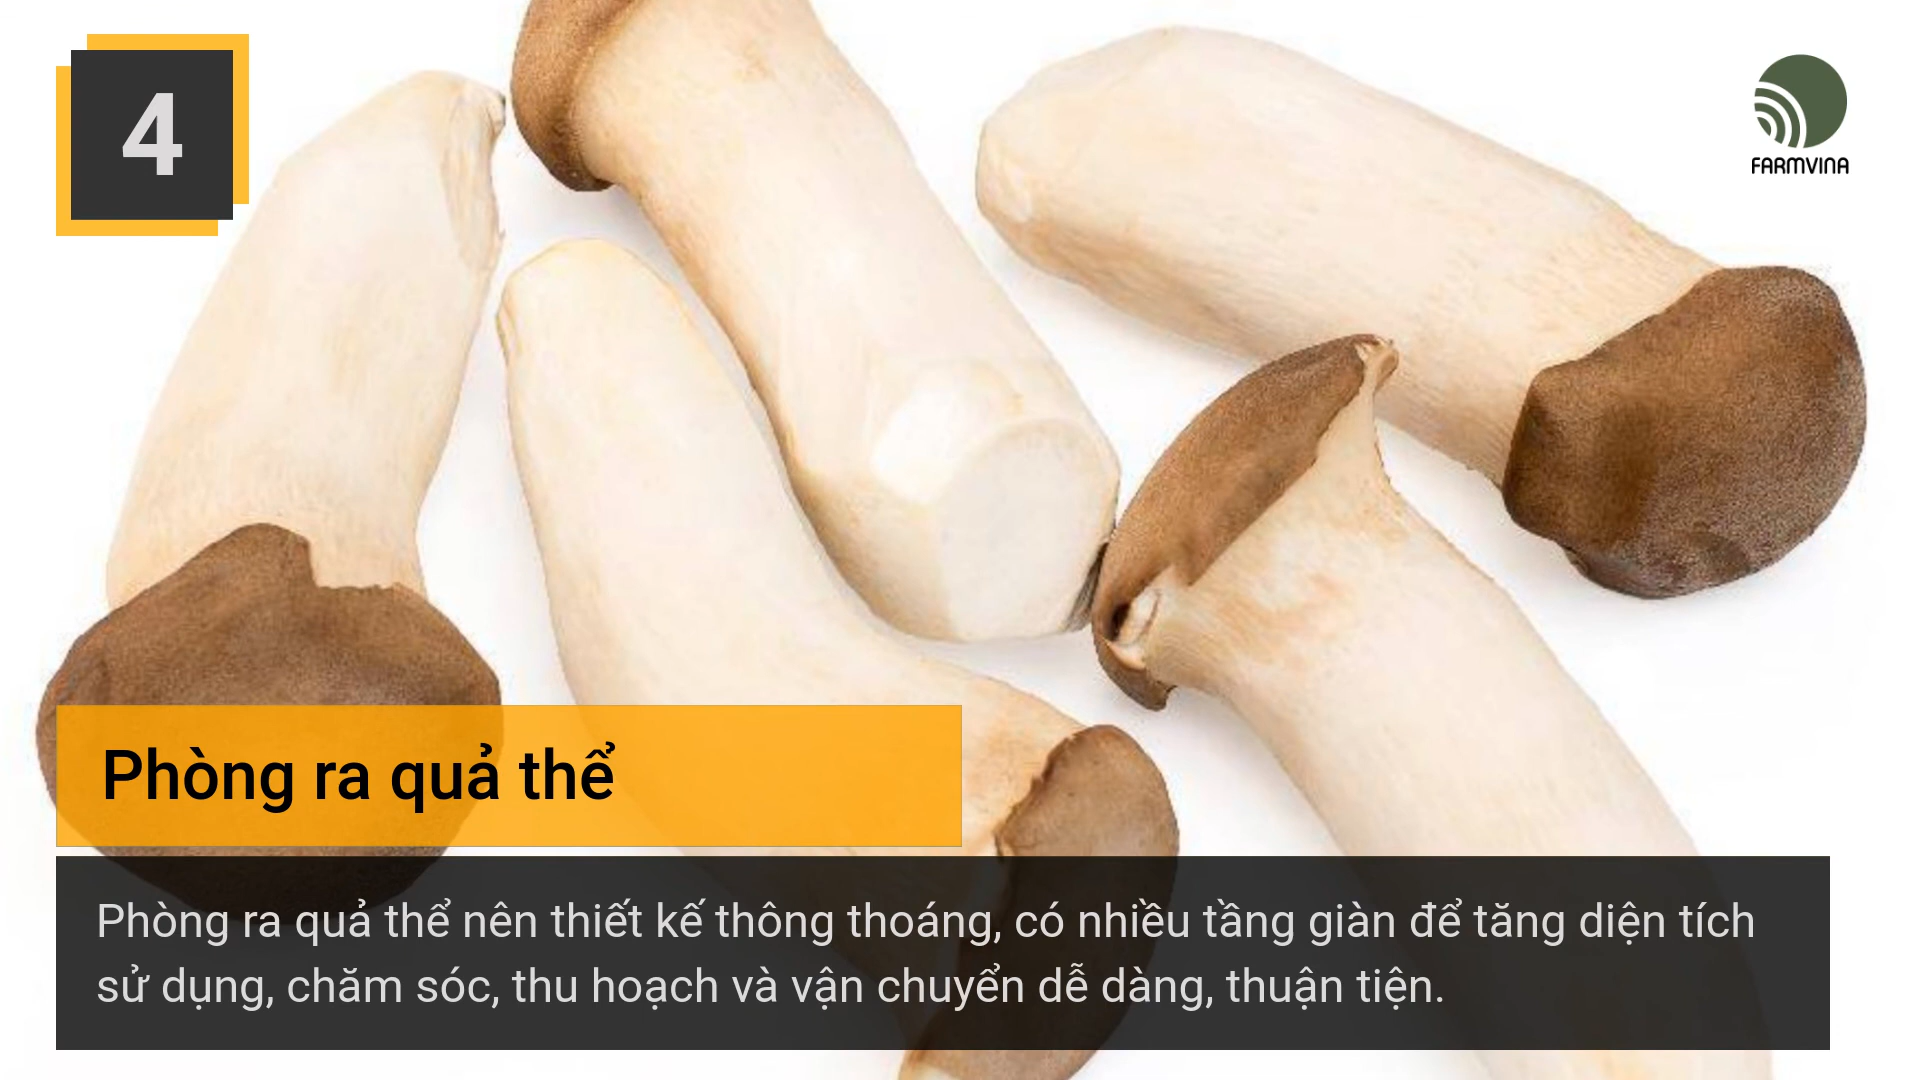 4
FARMVINA
Phòng ra quả thể
Phòng ra quả thể nên thiết kế thông thoáng, có nhiều tầng giàn để tăng diện tích
sử dụng, chăm sóc, thu hoạch và vận chuyển dễ dàng, thuận tiện.